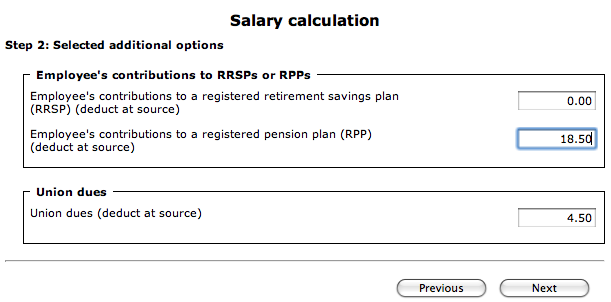 Salary calculation
Step 2: Selected additional options
Employee's contributions to RRSPs or RPPs
Employee's contributions to a registered retirement savings plan
(RRSP) (deduct at source)
0.00
Employee's contributions to a registered pension plan (RPP)
(deduct at source)
18.50
Union dues
Union dues (deduct at source)
4.50
Previous
Next